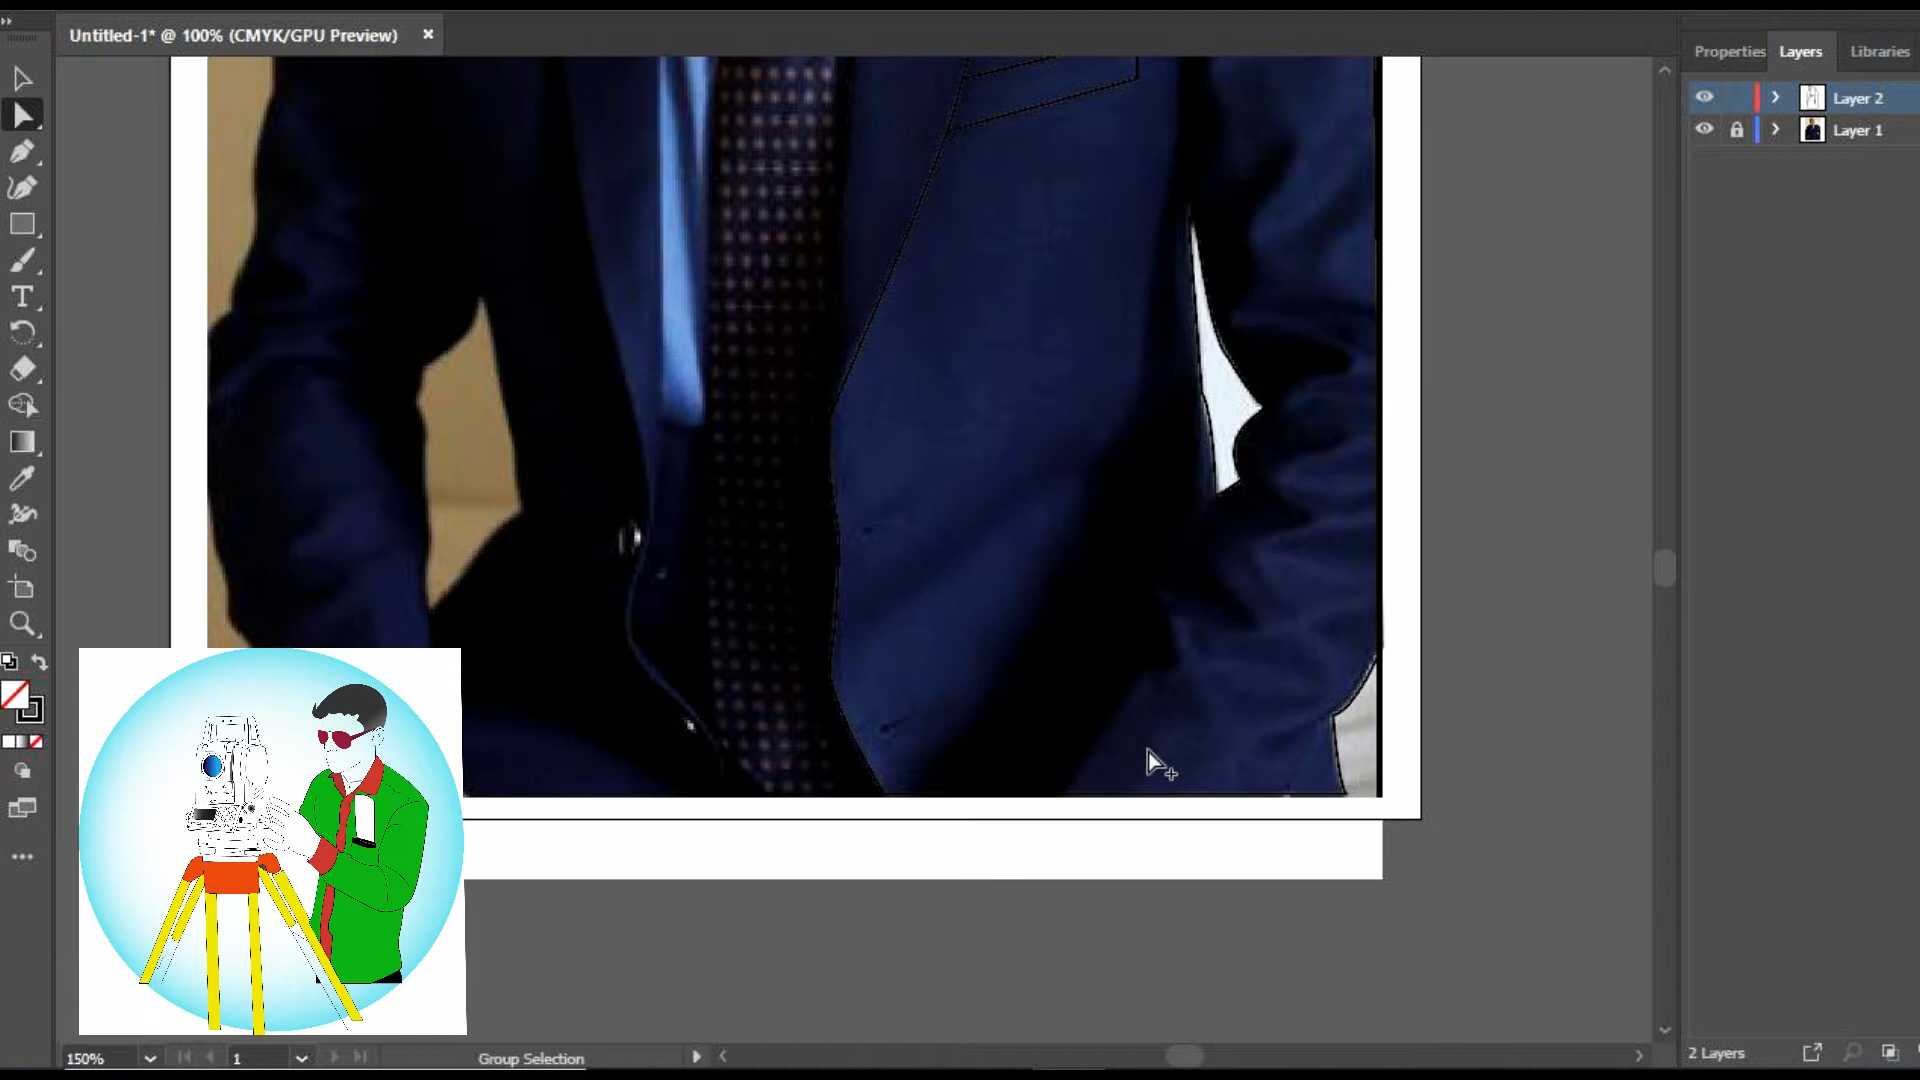 Untitled-1* @ 100% (CMYK/GPU Preview)
Properties
Layers
Libraries
Layer 2
Layer 1
150%
1
Group Selection
2 Layers